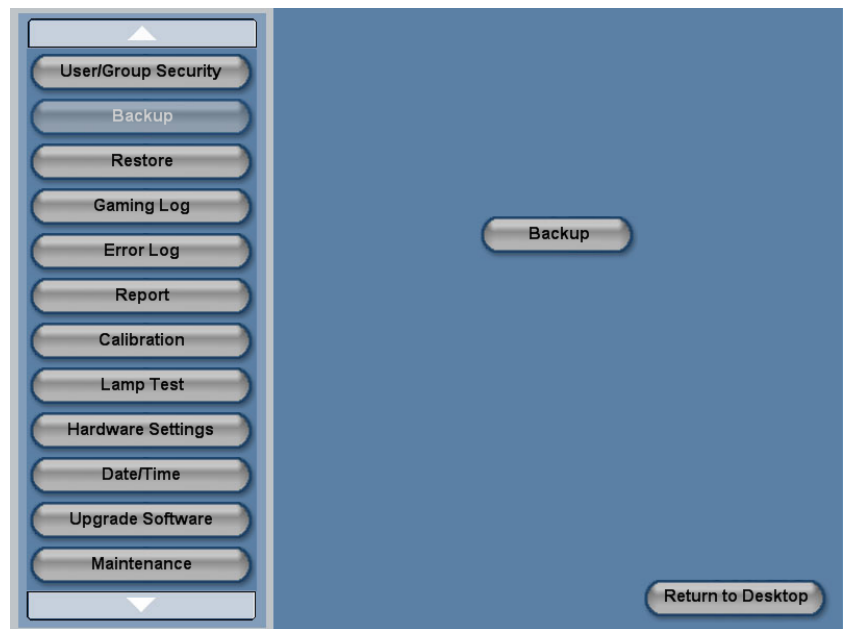 User/Group Security
Backup
Restore
Gaming Log
Error Log
Report
Calibration
Lamp Test
Hardware Settings
Date/Time
Upgrade Software
Maintenance
Backup
Return to Desktop